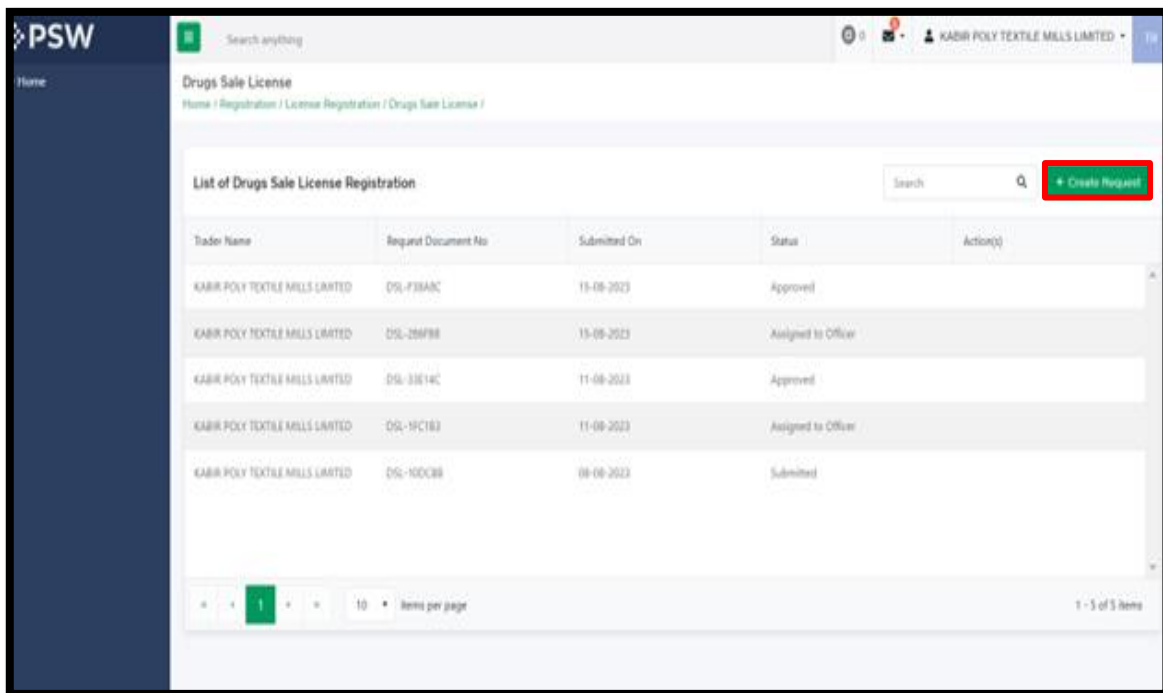 PSW
Search anything
0
KABIR POLY TEXTILE MILLS LIMITED
Home
Drugs Sale License
Home / Registration / License Registration / Drugs Sale License /
List of Drugs Sale License Registration
Search
+ Create Request
Trader Name Request Document No Submitted On Status Action(s)
KABIR POLY TEXTILE MILLS LIMITED 15-08-2023 Approved
KABIR POLY TEXTILE MILLS LIMITED 15-08-2023 Assigned to Officer
KABIR POLY TEXTILE MILLS LIMITED DSL-33E14C 11-08-2023 Approved
KABIR POLY TEXTILE MILLS LIMITED DSL-1FC1B3 11-08-2023 Assigned to Officer
KABIR POLY TEXTILE MILLS LIMITED 08-08-2023 Submitted
1 10 items per page 1 - 5 of 5 items